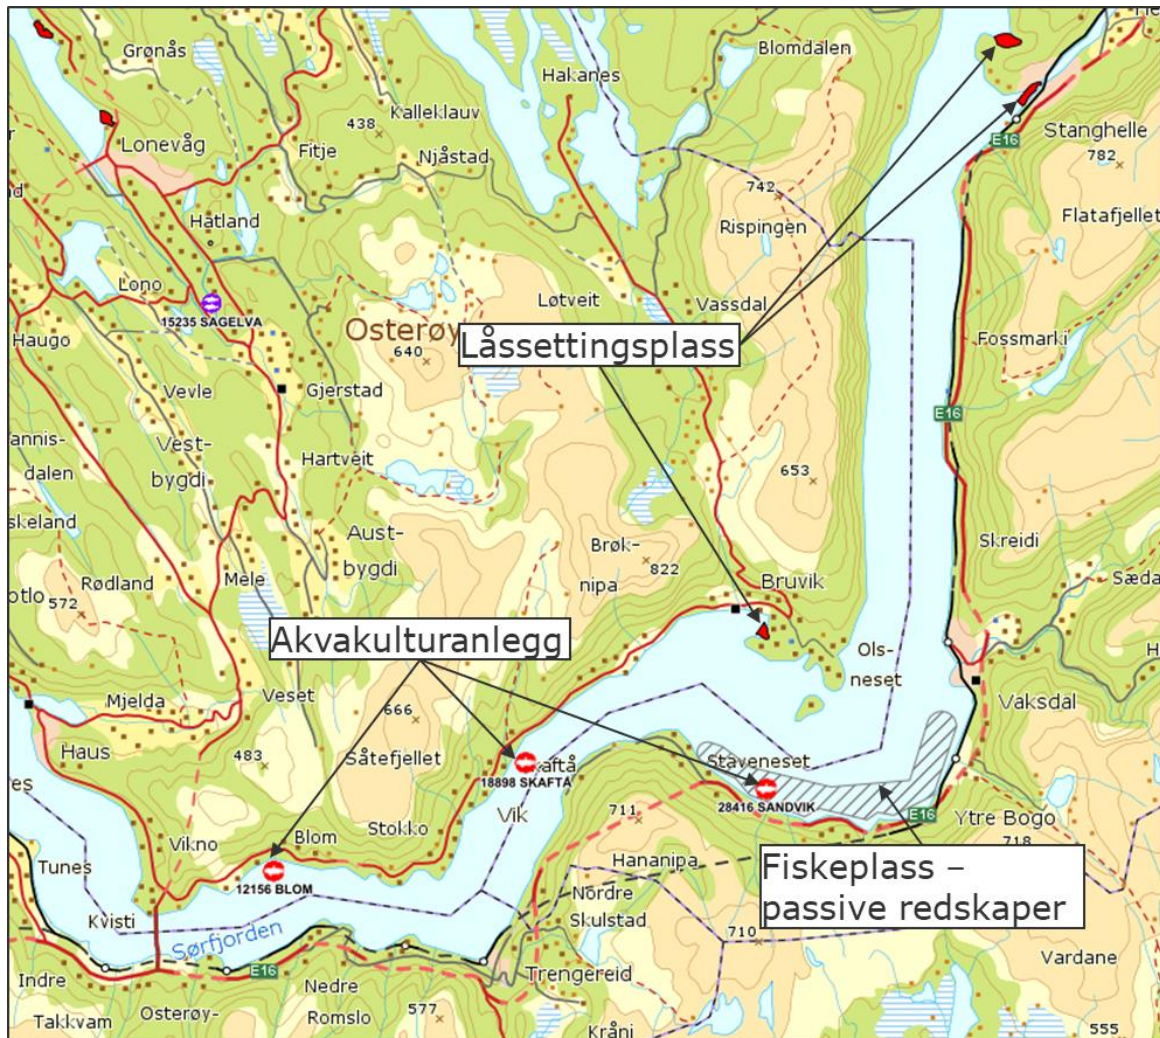 Grønås
Blomdalen
Hakanes
Kalleklauv
438
Lonevåg
Fitje
Njåstad
E16
Stanghelle
782
742
Rispingen
Flatafjellet
Håtland
Lono
15235 SAGELVA
Løtveit
Vassdal
Osterøy
Låssettingsplass
Haugo
640
Fossmarki
Vevle
Gjerstad
E16
annis-
dalen
Vest-
bygdi
Hartveit
653
skeland
Aust-
bygdi
Brøk-
nipa
822
Skreidi
Bruvik
Rødland
572
Mele
Sæda
otlo
Akvakulturanlegg
Ols-
neset
Mjelda
Veset
666
Vaksdal
Haus
483
Såtefjellet
kaftå
18898 SKAFTÅ
Staveneset
28416 SANDVIK
711
E16
Ytre Bogo
718
Vikno
Blom
Stokko
Vik
Tunes
12156 BLOM
Hananipa
Fiskeplass –
passive redskaper
Kvisti
Nordre
Skulstad
710
Sørfjorden
Vardane
Indre
E16
Trengereid
Takkvam
Osterøy-
Nedre
Romslo
577
Kråni
555